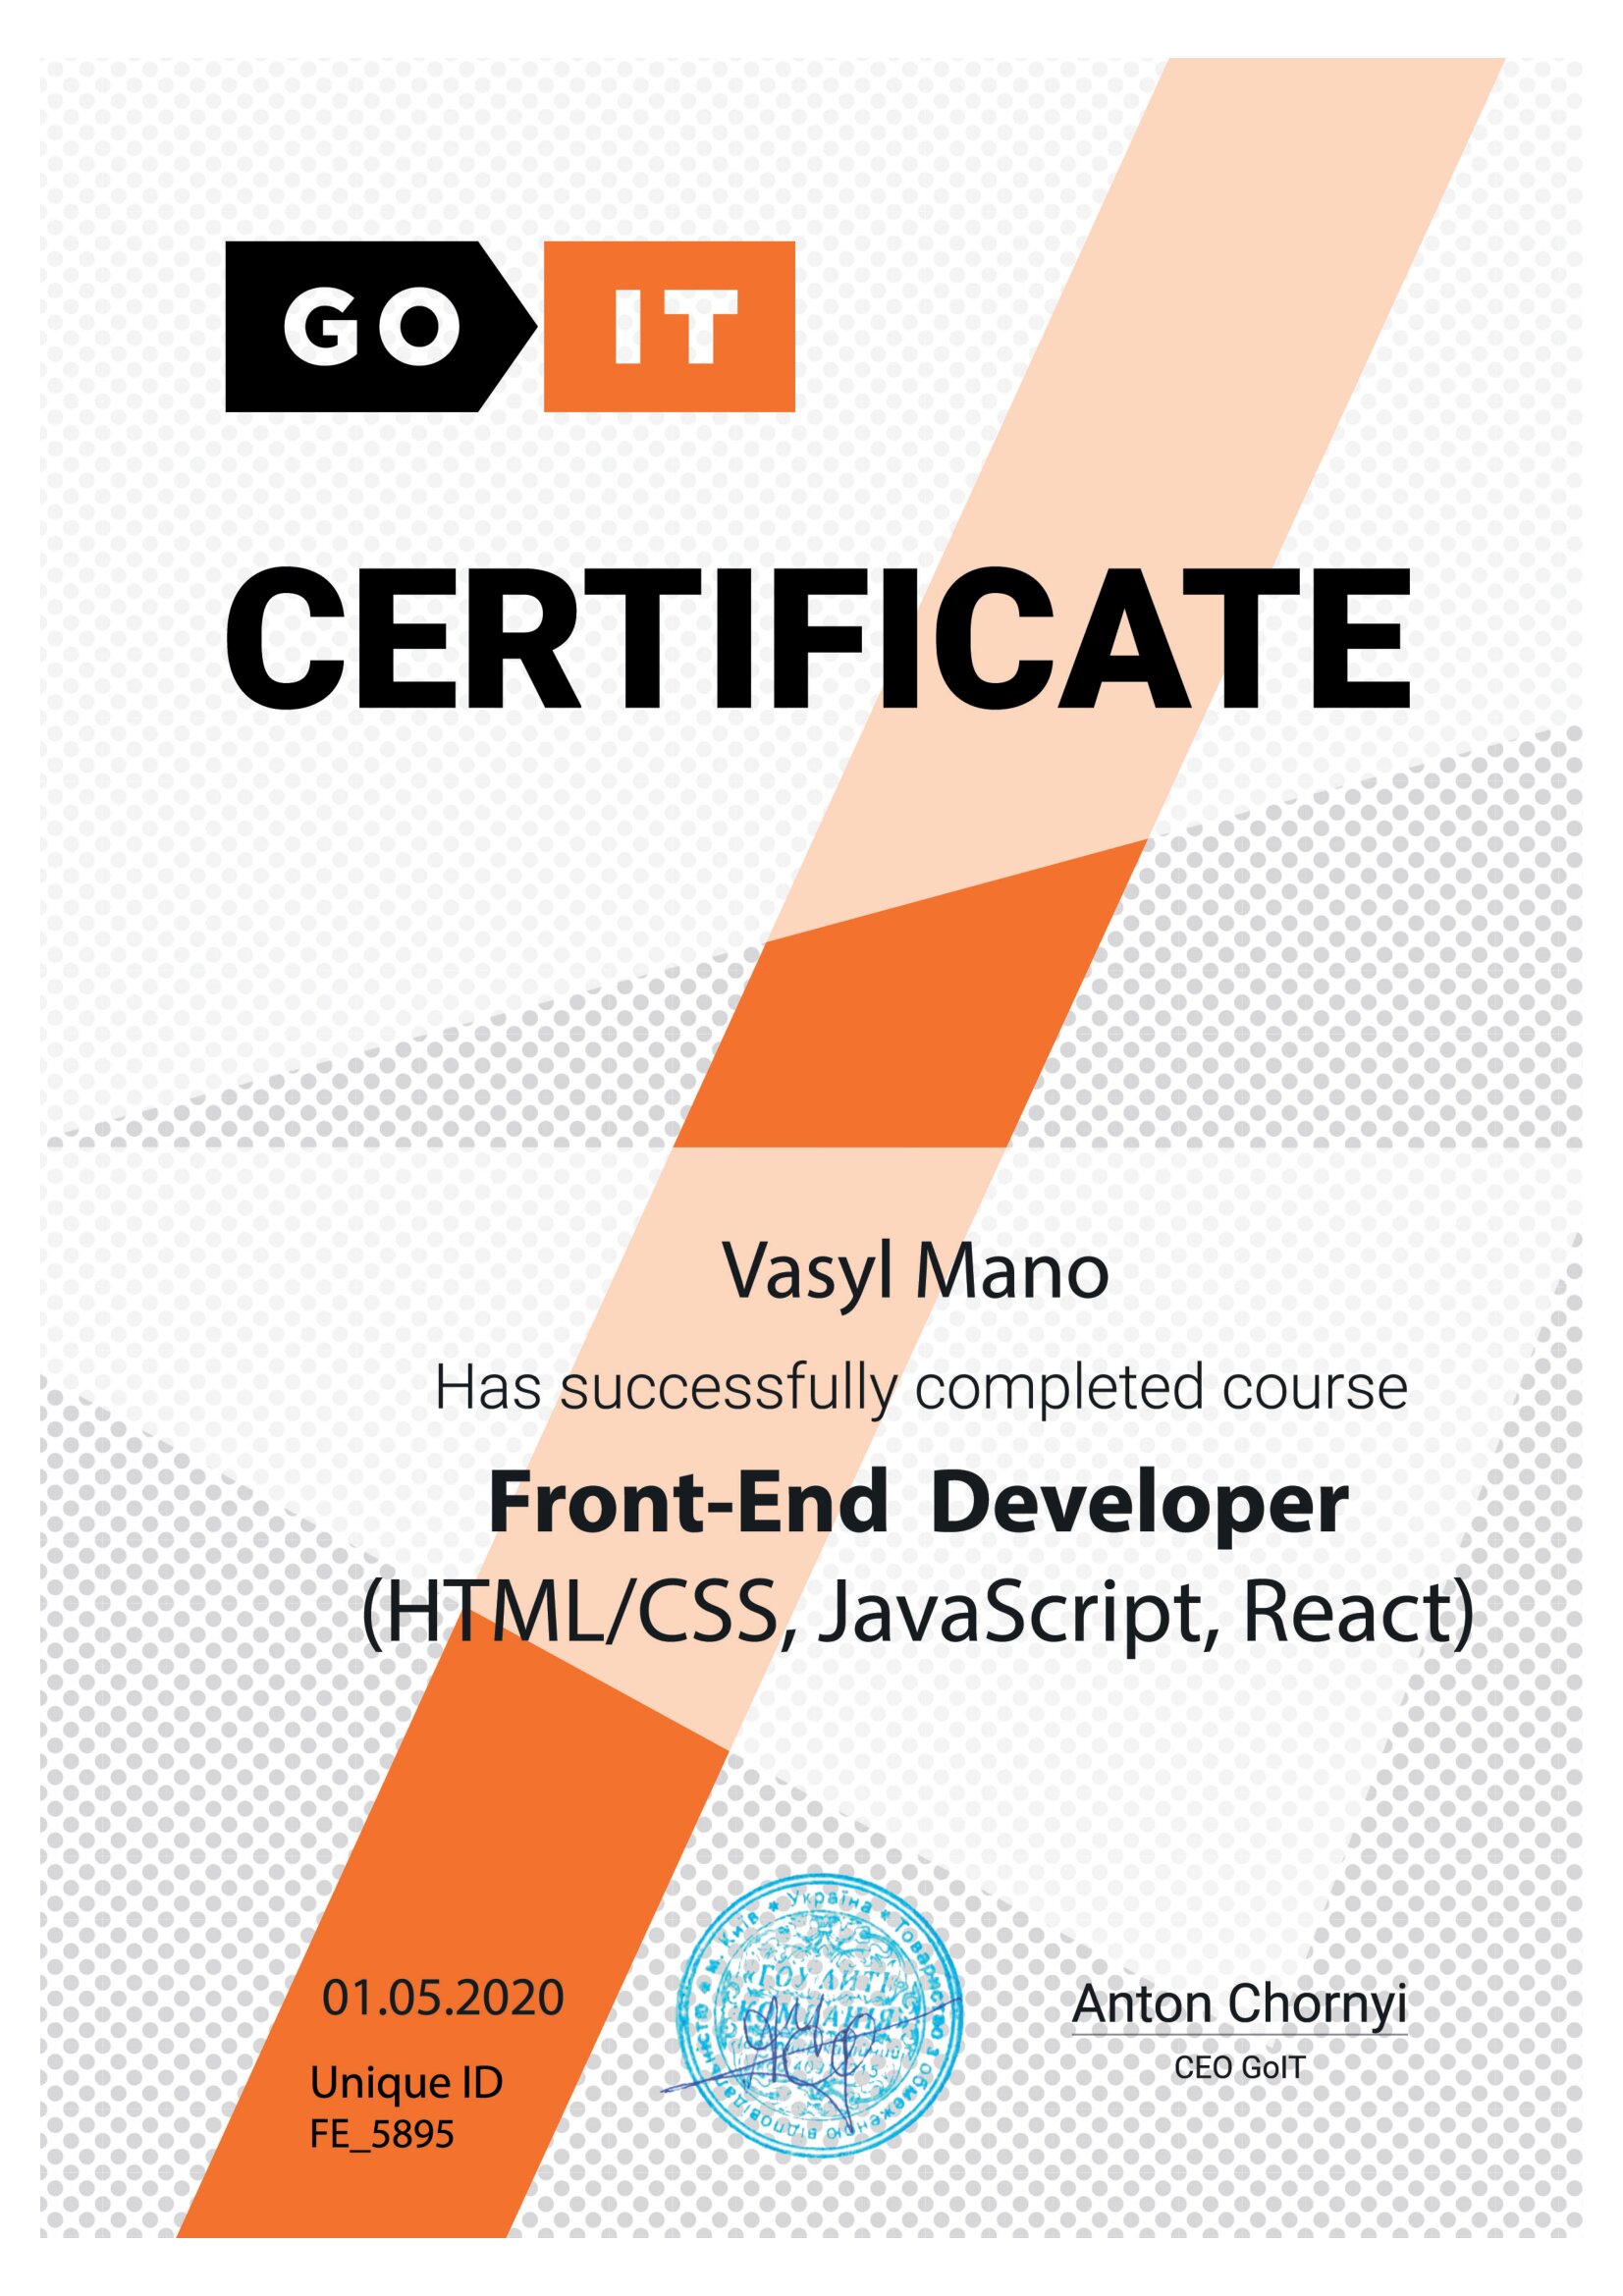 GO IT
CERTIFICATE
Vasyl Mano
Has successfully completed course
Front-End Developer
(HTML/CSS, JavaScript, React)
01.05.2020
Unique ID
FE_5895
Україна * Товариство з обмеженою відповідальністю * м. Київ *
«ГОУ АЙТІ
КОМПАНІЯ»
Anton Chornyi
CEO GoIT